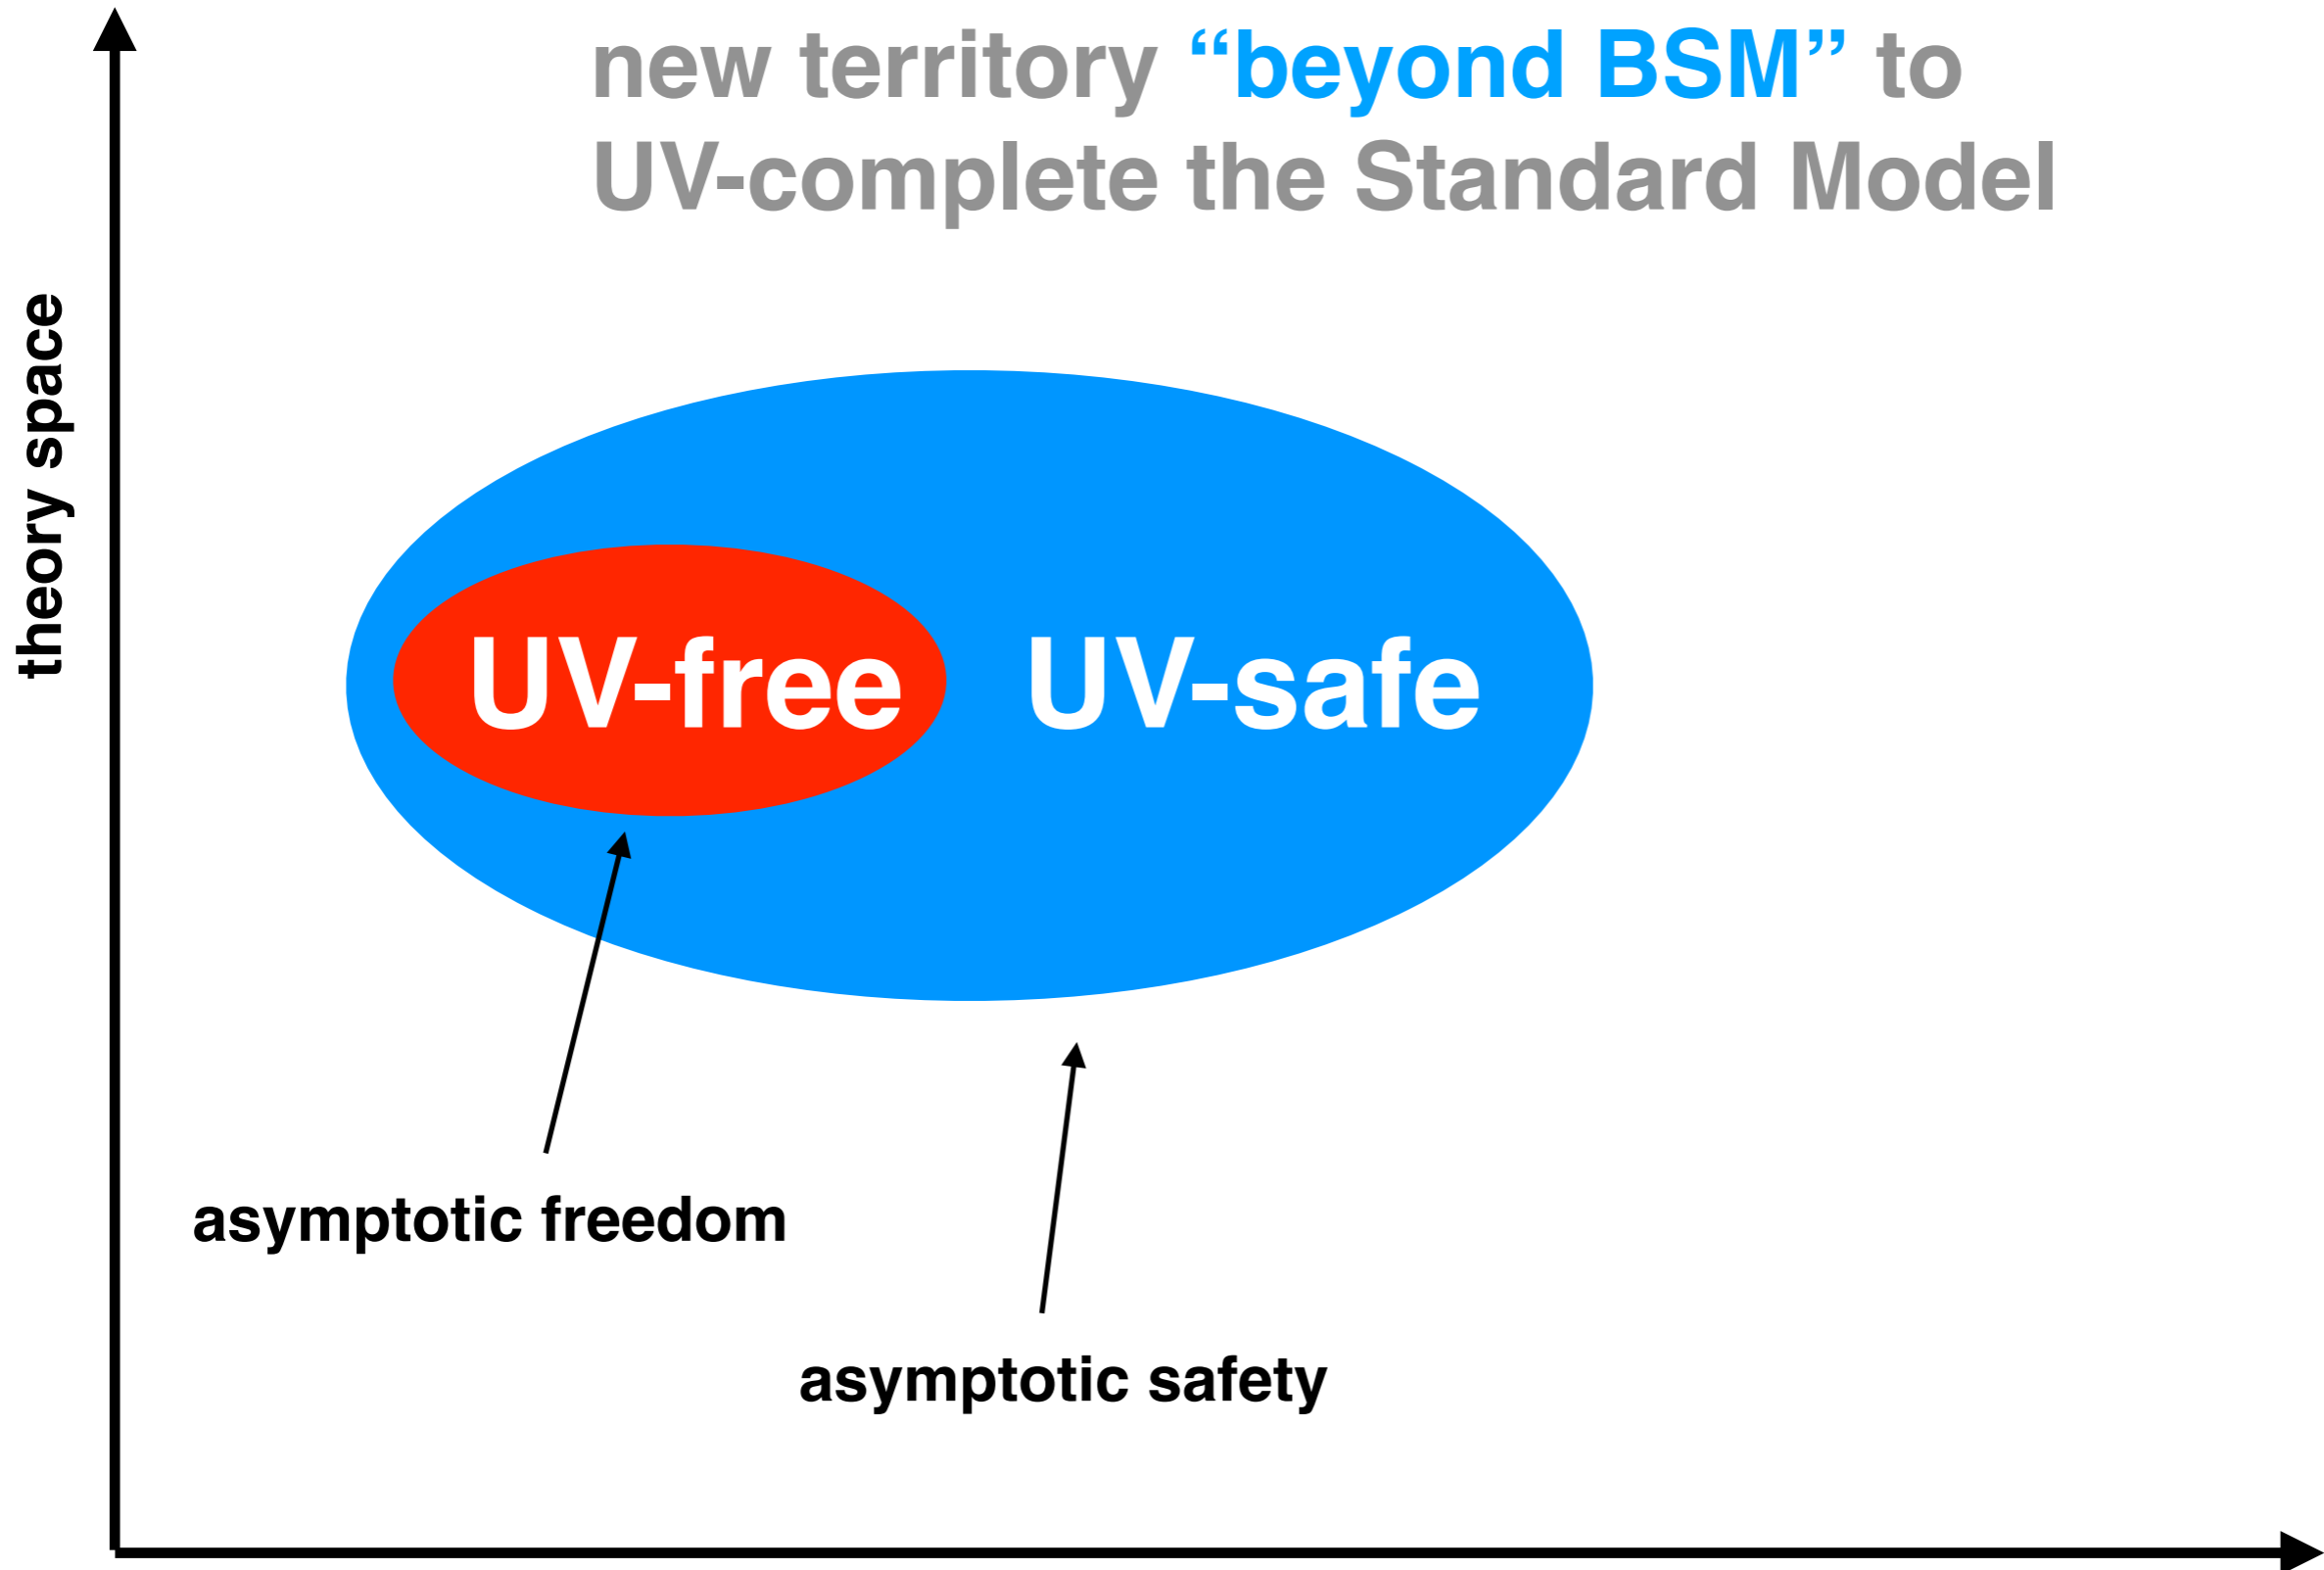 new territory “beyond BSM” to
UV-complete the Standard Model
theory space
UV-free UV-safe
asymptotic freedom
asymptotic safety